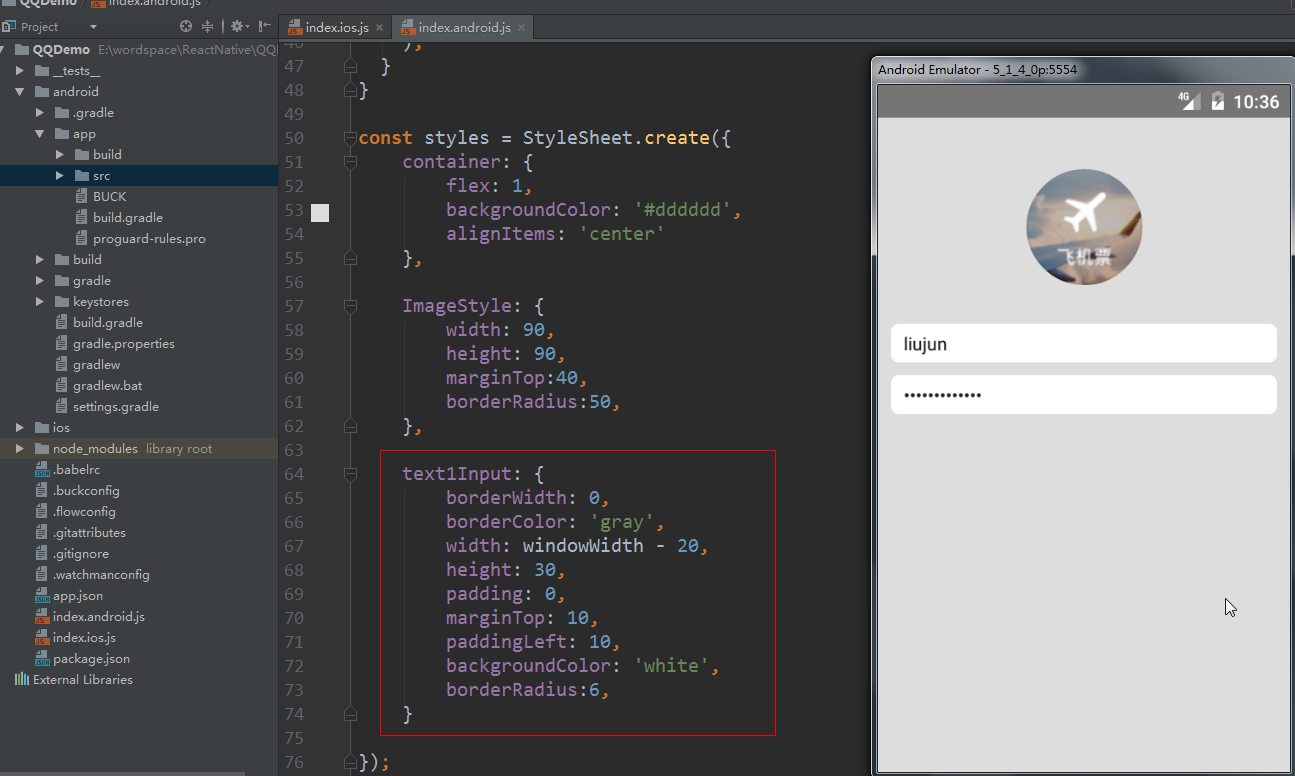 QQDemo index.android.js
Project
index.ios.js
index.android.js
QQDemo E:\wordspace\ReactNative\QQ
__tests__
android
.gradle
app
build
src
BUCK
build.gradle
proguard-rules.pro
build
gradle
keystores
build.gradle
gradle.properties
gradlew
gradlew.bat
settings.gradle
ios
node_modules library root
.babelrc
.buckconfig
.flowconfig
.gitattributes
.gitignore
.watchmanconfig
app.json
index.android.js
index.ios.js
package.json
External Libraries
46 ),
47 }
48 }
49
50 const styles = StyleSheet.create({
51 container: {
52 flex: 1,
53 backgroundColor: '#dddddd',
54 alignItems: 'center'
55 },
56
57 ImageStyle: {
58 width: 90,
59 height: 90,
60 marginTop:40,
61 borderRadius:50,
62 },
63
64 text1Input: {
65 borderWidth: 0,
66 borderColor: 'gray',
67 width: windowWidth - 20,
68 height: 30,
69 padding: 0,
70 marginTop: 10,
71 paddingLeft: 10,
72 backgroundColor: 'white',
73 borderRadius:6,
74 }
75
76 });
Android Emulator - 5_1_4_0p:5554
4G 10:36
飞机票
liujun
•••••••••••••